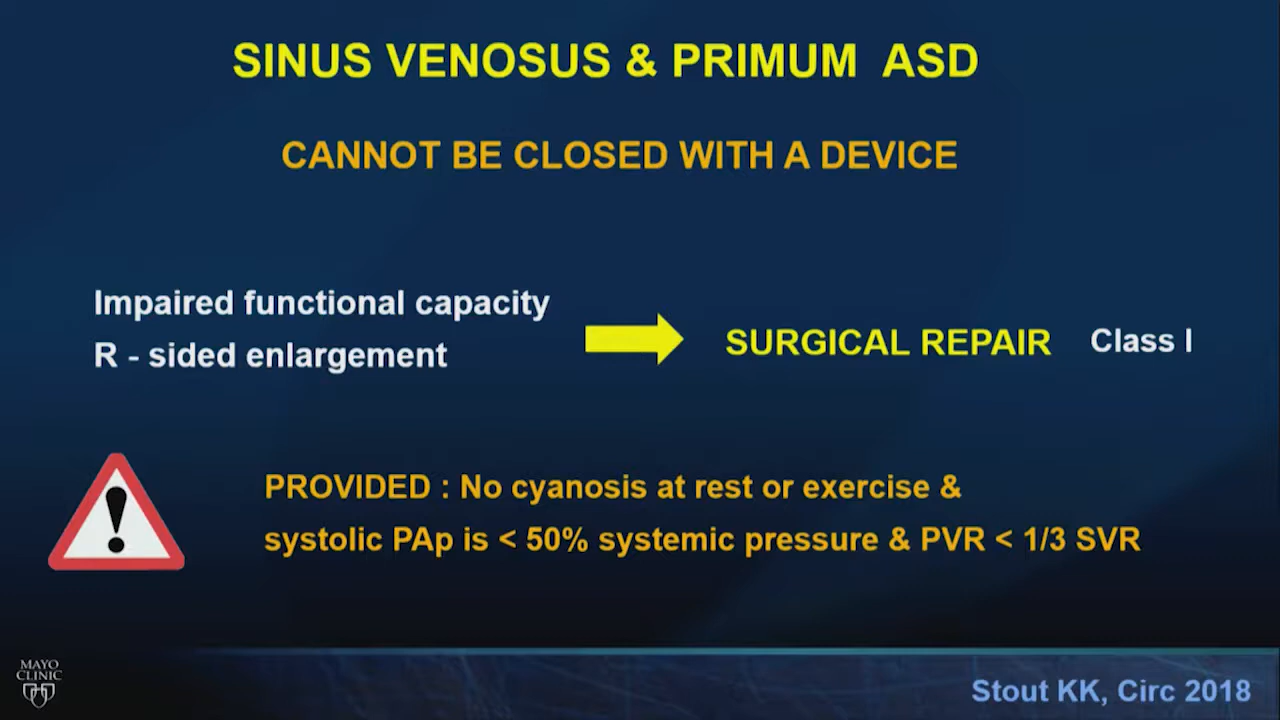 SINUS VENOSUS & PRIMUM ASD
CANNOT BE CLOSED WITH A DEVICE
Impaired functional capacity
R - sided enlargement
SURGICAL REPAIR Class I
PROVIDED : No cyanosis at rest or exercise &
systolic PAp is < 50% systemic pressure & PVR < 1/3 SVR
MAYO
CLINIC
Stout KK, Circ 2018